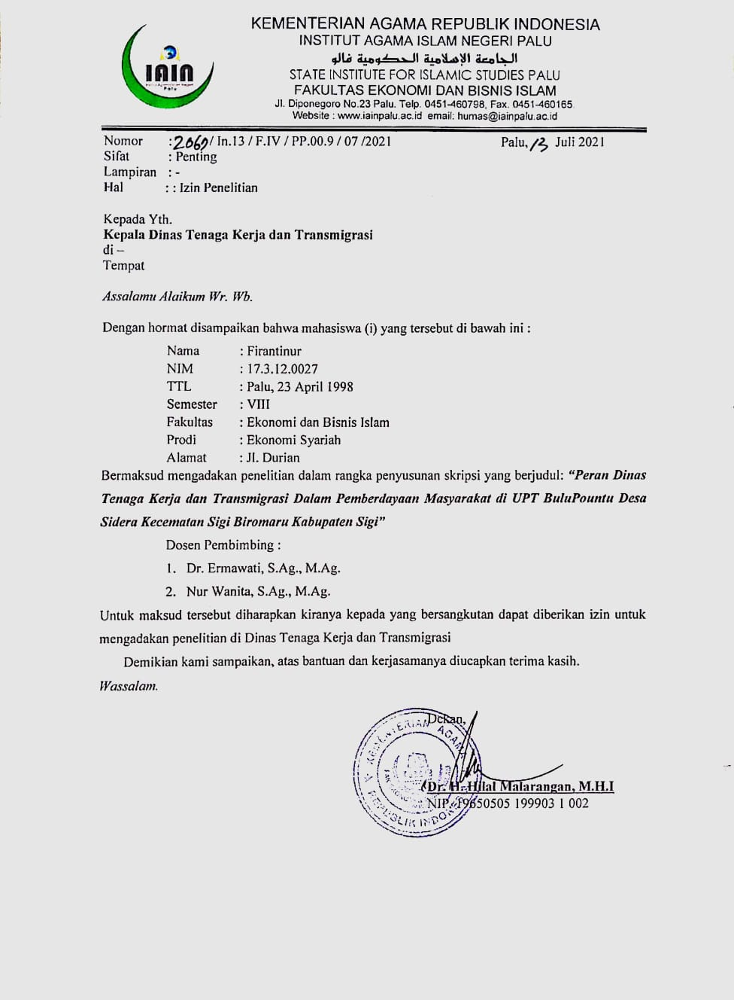 IAIN
Palu
KEMENTERIAN AGAMA REPUBLIK INDONESIA
INSTITUT AGAMA ISLAM NEGERI PALU
الجامعة الإسلامية الحكومية فالو
STATE INSTITUTE FOR ISLAMIC STUDIES PALU
FAKULTAS EKONOMI DAN BISNIS ISLAM
Jl. Diponegoro No.23 Palu. Telp. 0451-460798, Fax. 0451-460165.
Website : www.iainpalu.ac.id email: humas@iainpalu.ac.id
Nomor : / In.13 / F.IV / PP.00.9 / 07 /2021 Palu, 13 Juli 2021
Sifat : Penting
Lampiran : -
Hal : : Izin Penelitian
Kepada Yth.
Kepala Dinas Tenaga Kerja dan Transmigrasi
di –
Tempat
Assalamu Alaikum Wr. Wb.
Dengan hormat disampaikan bahwa mahasiswa (i) yang tersebut di bawah ini :
Nama : Firantinur
NIM : 17.3.12.0027
TTL : Palu, 23 April 1998
Semester : VIII
Fakultas : Ekonomi dan Bisnis Islam
Prodi : Ekonomi Syariah
Alamat : Jl. Durian
Bermaksud mengadakan penelitian dalam rangka penyusunan skripsi yang berjudul: “Peran Dinas
Tenaga Kerja dan Transmigrasi Dalam Pemberdayaan Masyarakat di UPT BuluPountu Desa
Sidera Kecematan Sigi Biromaru Kabupaten Sigi”
Dosen Pembimbing :
1. Dr. Ermawati, S.Ag., M.Ag.
2. Nur Wanita, S.Ag., M.Ag.
Untuk maksud tersebut diharapkan kiranya kepada yang bersangkutan dapat diberikan izin untuk
mengadakan penelitian di Dinas Tenaga Kerja dan Transmigrasi
Demikian kami sampaikan, atas bantuan dan kerjasamanya diucapkan terima kasih.
Wassalam.
Dekan,
KEMENTERIAN AGAMA
REPUBLIK INDONESIA
Dr. H. Hilal Malarangan, M.H.I
NIP. 19650505 199903 1 002